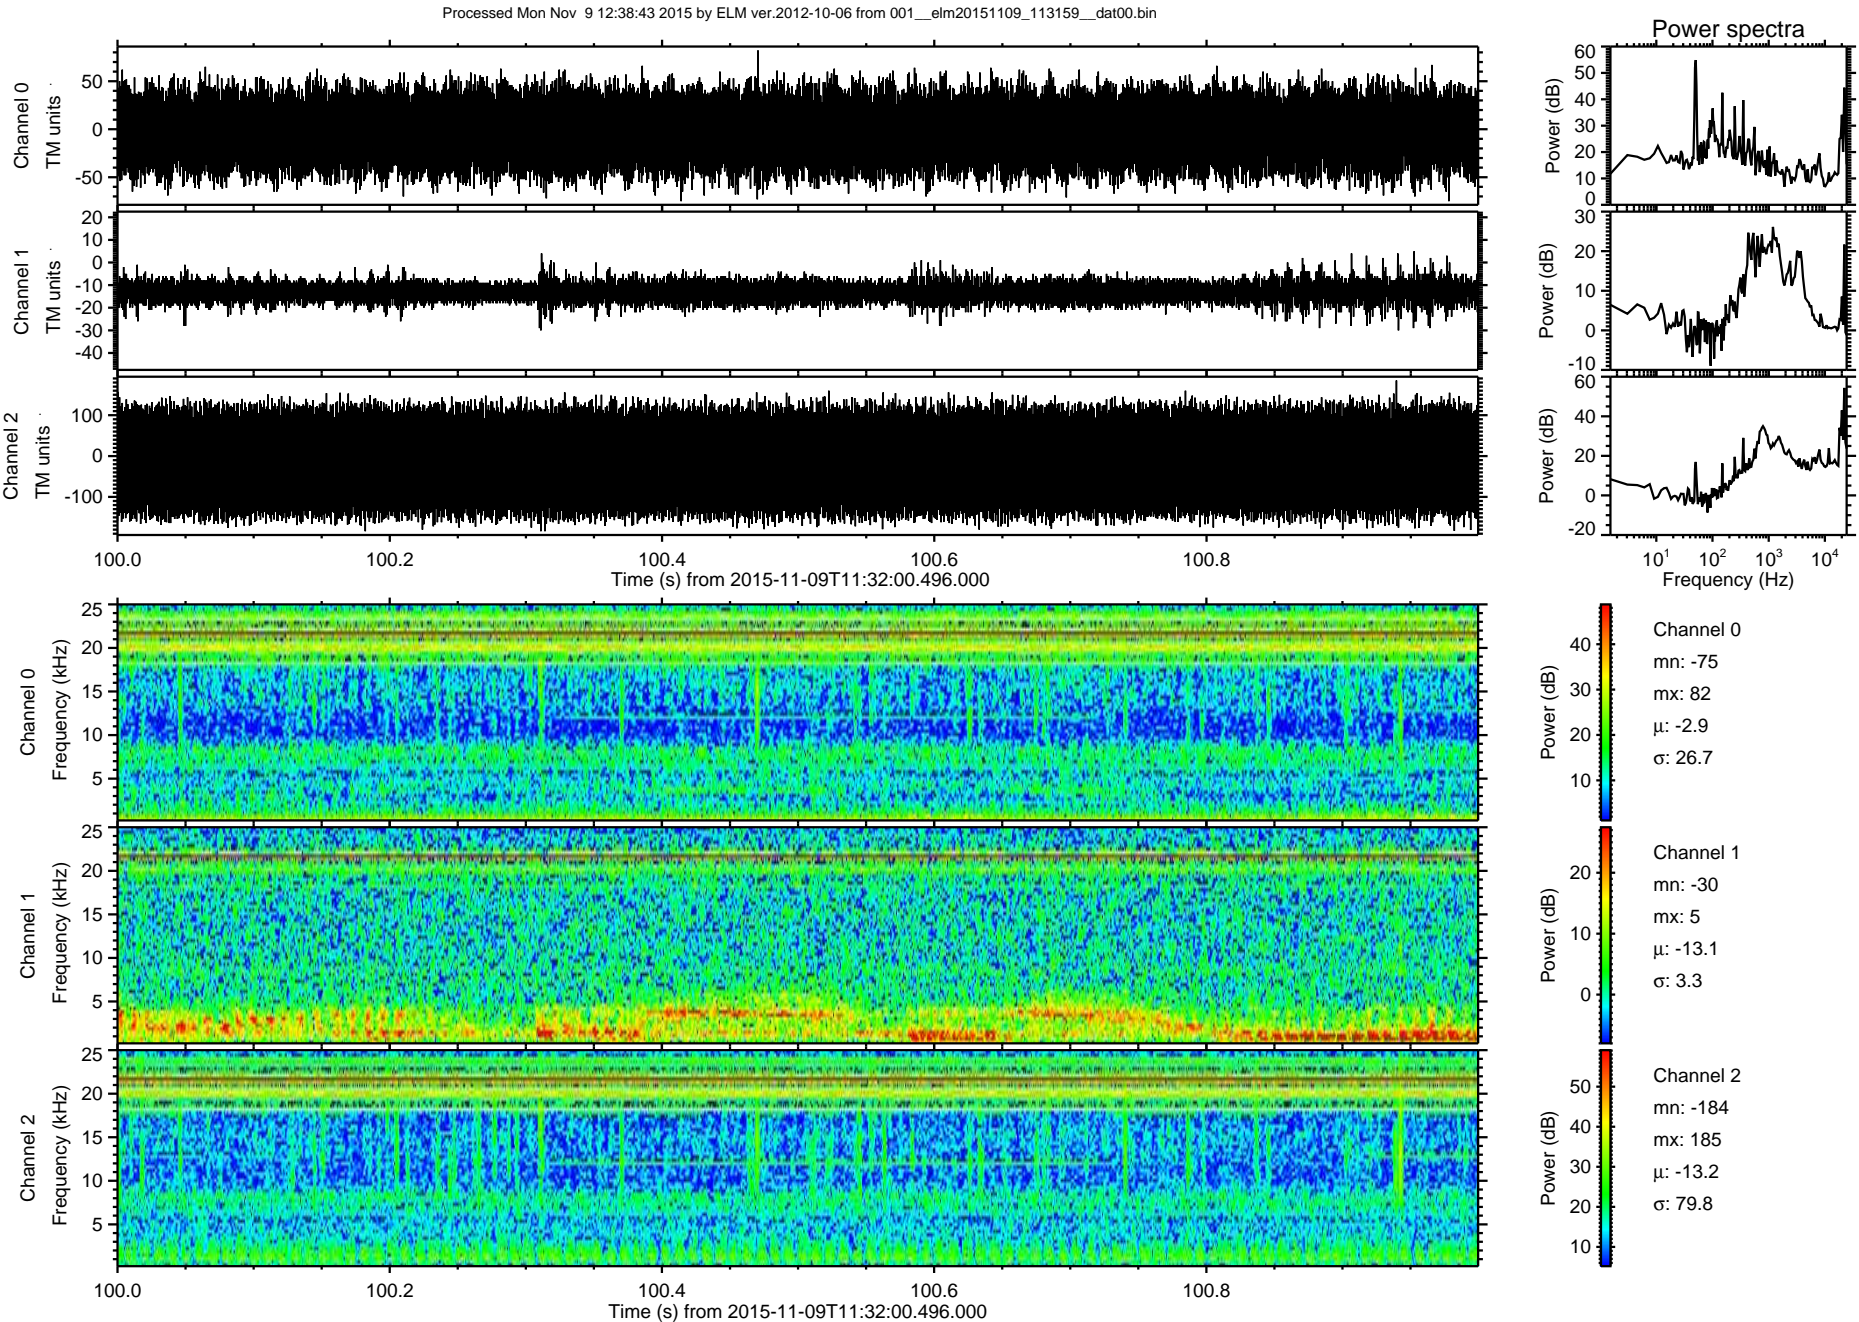 Processed Mon Nov  9 12:38:43 2015 by ELM ver.2012-10-06 from 001__elm20151109_113159__dat00.bin
Power spectra
Channel 0
TM units
50
0
-50
Power (dB)
60
50
40
30
20
10
0
Channel 1
TM units
20
10
0
-10
-20
-30
-40
Power (dB)
30
20
10
0
-10
Channel 2
TM units
100
0
-100
Power (dB)
60
40
20
0
-20
100.0 100.2 100.4 100.6 100.8
Time (s) from 2015-11-09T11:32:00.496.000
10¹ 10² 10³ 10⁴
Frequency (Hz)
Channel 0
Frequency (kHz)
25
20
15
10
5
Power (dB)
40
30
20
10
Channel 0
mn: -75
mx: 82
μ: -2.9
σ: 26.7
Channel 1
Frequency (kHz)
25
20
15
10
5
Power (dB)
20
10
0
Channel 1
mn: -30
mx: 5
μ: -13.1
σ: 3.3
Channel 2
Frequency (kHz)
25
20
15
10
5
Power (dB)
50
40
30
20
10
Channel 2
mn: -184
mx: 185
μ: -13.2
σ: 79.8
100.0 100.2 100.4 100.6 100.8
Time (s) from 2015-11-09T11:32:00.496.000